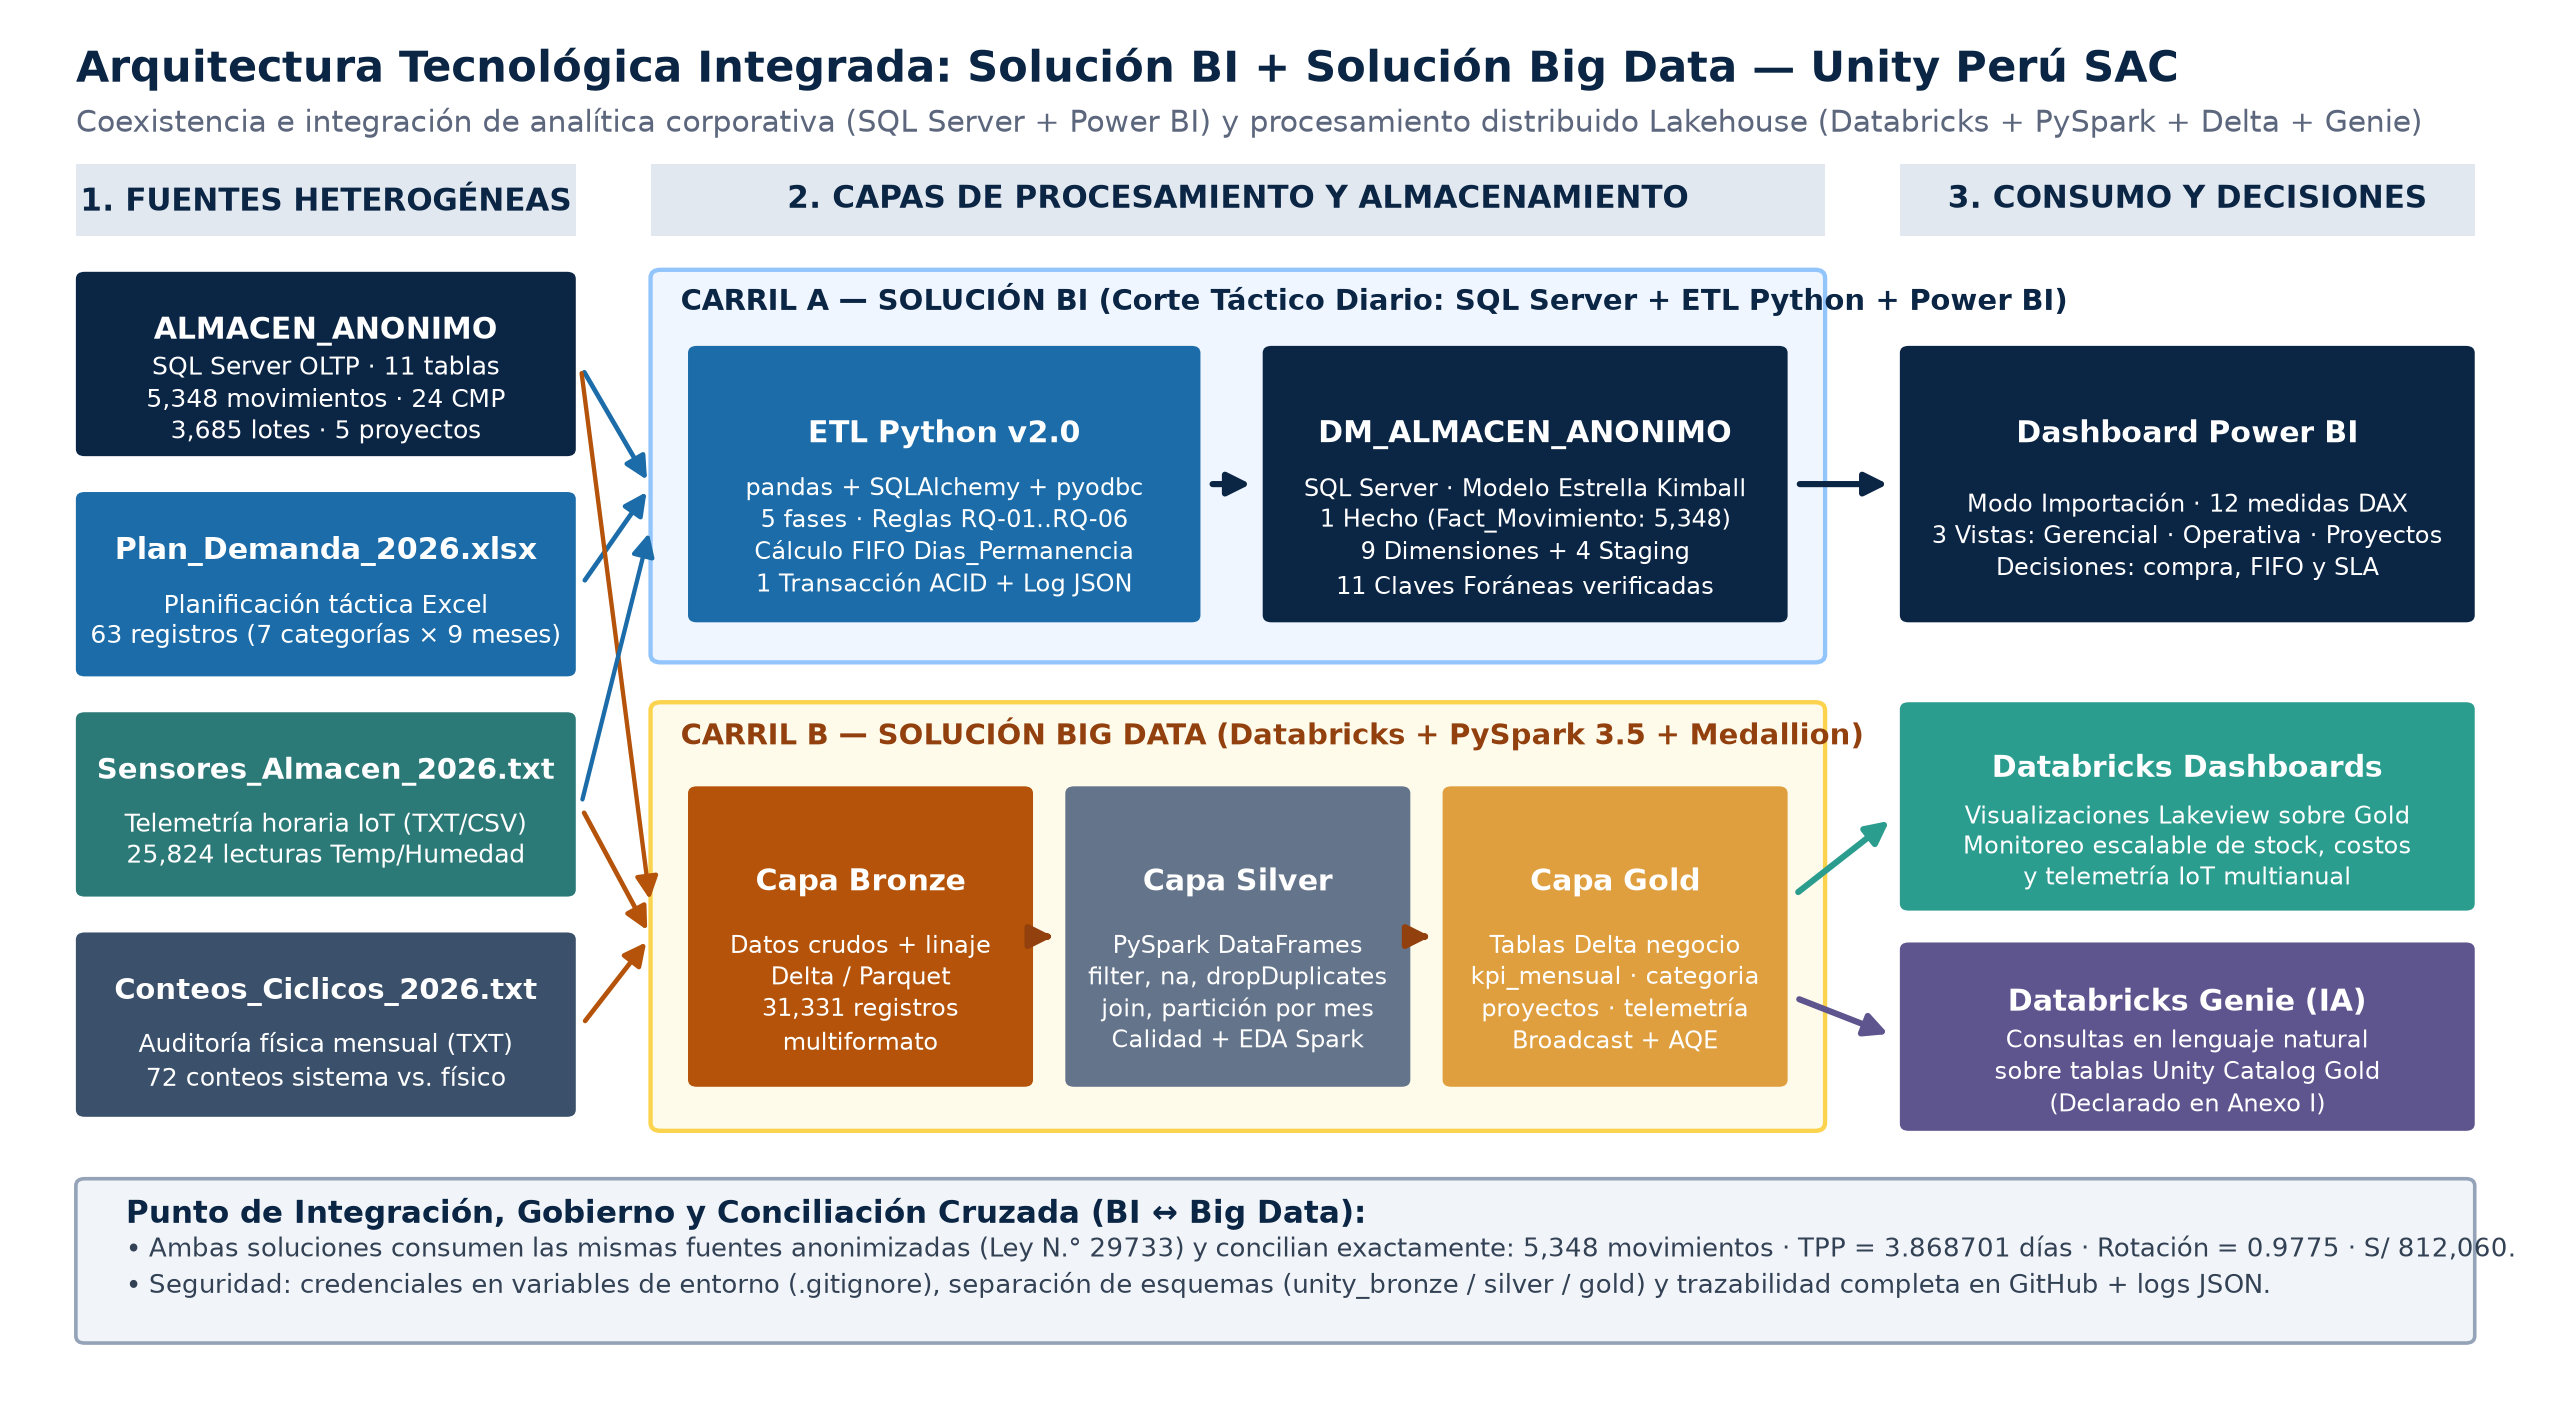 Arquitectura Tecnológica Integrada: Solución BI + Solución Big Data — Unity Perú SAC
Coexistencia e integración de analítica corporativa (SQL Server + Power BI) y procesamiento distribuido Lakehouse (Databricks + PySpark + Delta + Genie)
1. FUENTES HETEROGÉNEAS
ALMACEN_ANONIMO
SQL Server OLTP · 11 tablas
5,348 movimientos · 24 CMP
3,685 lotes · 5 proyectos
Plan_Demanda_2026.xlsx
Planificación táctica Excel
63 registros (7 categorías × 9 meses)
Sensores_Almacen_2026.txt
Telemetría horaria IoT (TXT/CSV)
25,824 lecturas Temp/Humedad
Conteos_Ciclicos_2026.txt
Auditoría física mensual (TXT)
72 conteos sistema vs. físico
2. CAPAS DE PROCESAMIENTO Y ALMACENAMIENTO
CARRIL A — SOLUCIÓN BI (Corte Táctico Diario: SQL Server + ETL Python + Power BI)
ETL Python v2.0
pandas + SQLAlchemy + pyodbc
5 fases · Reglas RQ-01..RQ-06
Cálculo FIFO Dias_Permanencia
1 Transacción ACID + Log JSON
DM_ALMACEN_ANONIMO
SQL Server · Modelo Estrella Kimball
1 Hecho (Fact_Movimiento: 5,348)
9 Dimensiones + 4 Staging
11 Claves Foráneas verificadas
CARRIL B — SOLUCIÓN BIG DATA (Databricks + PySpark 3.5 + Medallion)
Capa Bronze
Datos crudos + linaje
Delta / Parquet
31,331 registros
multiformato
Capa Silver
PySpark DataFrames
filter, na, dropDuplicates
join, partición por mes
Calidad + EDA Spark
Capa Gold
Tablas Delta negocio
kpi_mensual · categoria
proyectos · telemetría
Broadcast + AQE
3. CONSUMO Y DECISIONES
Dashboard Power BI
Modo Importación · 12 medidas DAX
3 Vistas: Gerencial · Operativa · Proyectos
Decisiones: compra, FIFO y SLA
Databricks Dashboards
Visualizaciones Lakeview sobre Gold
Monitoreo escalable de stock, costos
y telemetría IoT multianual
Databricks Genie (IA)
Consultas en lenguaje natural
sobre tablas Unity Catalog Gold
(Declarado en Anexo I)
Punto de Integración, Gobierno y Conciliación Cruzada (BI ↔ Big Data):
• Ambas soluciones consumen las mismas fuentes anonimizadas (Ley N.° 29733) y concilian exactamente: 5,348 movimientos · TPP = 3.868701 días · Rotación = 0.9775 · S/ 812,060.
• Seguridad: credenciales en variables de entorno (.gitignore), separación de esquemas (unity_bronze / silver / gold) y trazabilidad completa en GitHub + logs JSON.